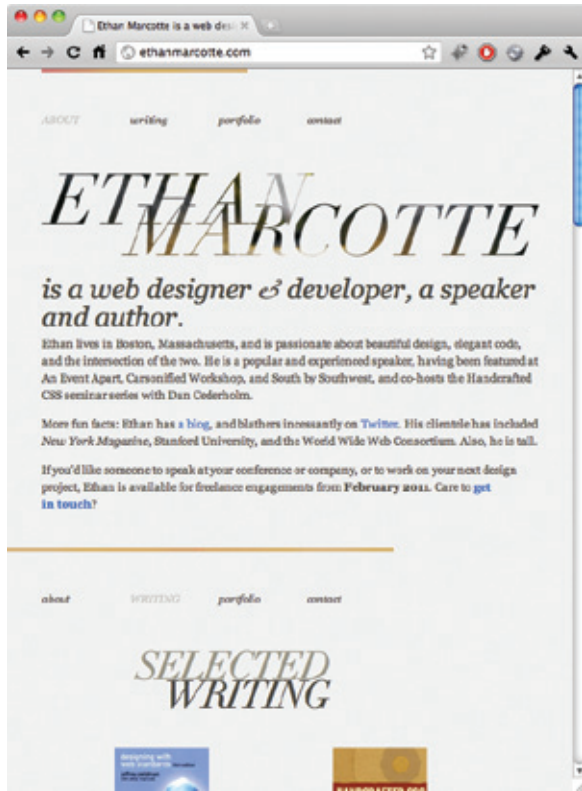 Ethan Marcotte is a web desi
ethanmarcotte.com
ABOUT writing portfolio contact
ETHAN
MARCOTTE
is a web designer & developer, a speaker
and author.
Ethan lives in Boston, Massachusetts, and is passionate about beautiful design, elegant code,
and the intersection of the two. He is a popular and experienced speaker, having been featured at
An Event Apart, Carsonified Workshop, and South by Southwest, and co-hosts the Handcrafted
CSS seminar series with Dan Cederholm.
More fun facts: Ethan has a blog, and blathers incessantly on Twitter. His clientele has included
New York Magazine, Stanford University, and the World Wide Web Consortium. Also, he is tall.
If you'd like someone to speak at your conference or company, or to work on your next design
project, Ethan is available for freelance engagements from February 2011. Care to get
in touch?
about WRITING portfolio contact
SELECTED
WRITING
designing with
web standards
HANDCRAFTED CSS